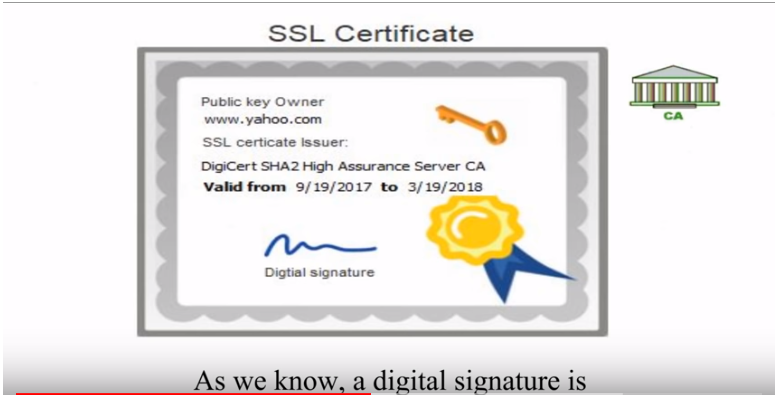 SSL Certificate
Public key Owner
www.yahoo.com
SSL certicate Issuer:
DigiCert SHA2 High Assurance Server CA
Valid from 9/19/2017 to 3/19/2018
Digtial signature
CA
As we know, a digital signature is